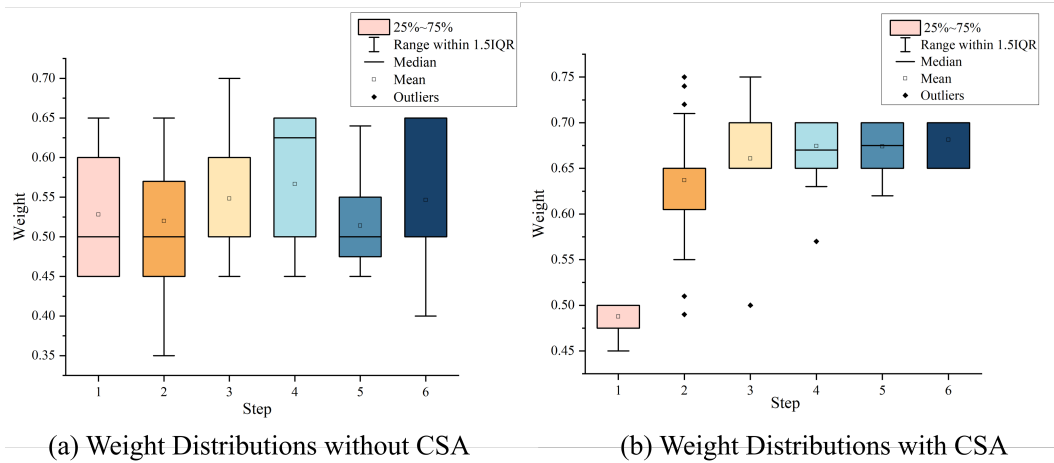 25%~75%
Range within 1.5IQR
Median
Mean
Outliers
0.70
0.65
0.60
0.55
0.50
0.45
0.40
0.35
Weight
1 2 3 4 5 6
Step
(a) Weight Distributions without CSA
25%~75%
Range within 1.5IQR
Median
Mean
Outliers
0.75
0.70
0.65
0.60
0.55
0.50
0.45
Weight
1 2 3 4 5 6
Step
(b) Weight Distributions with CSA